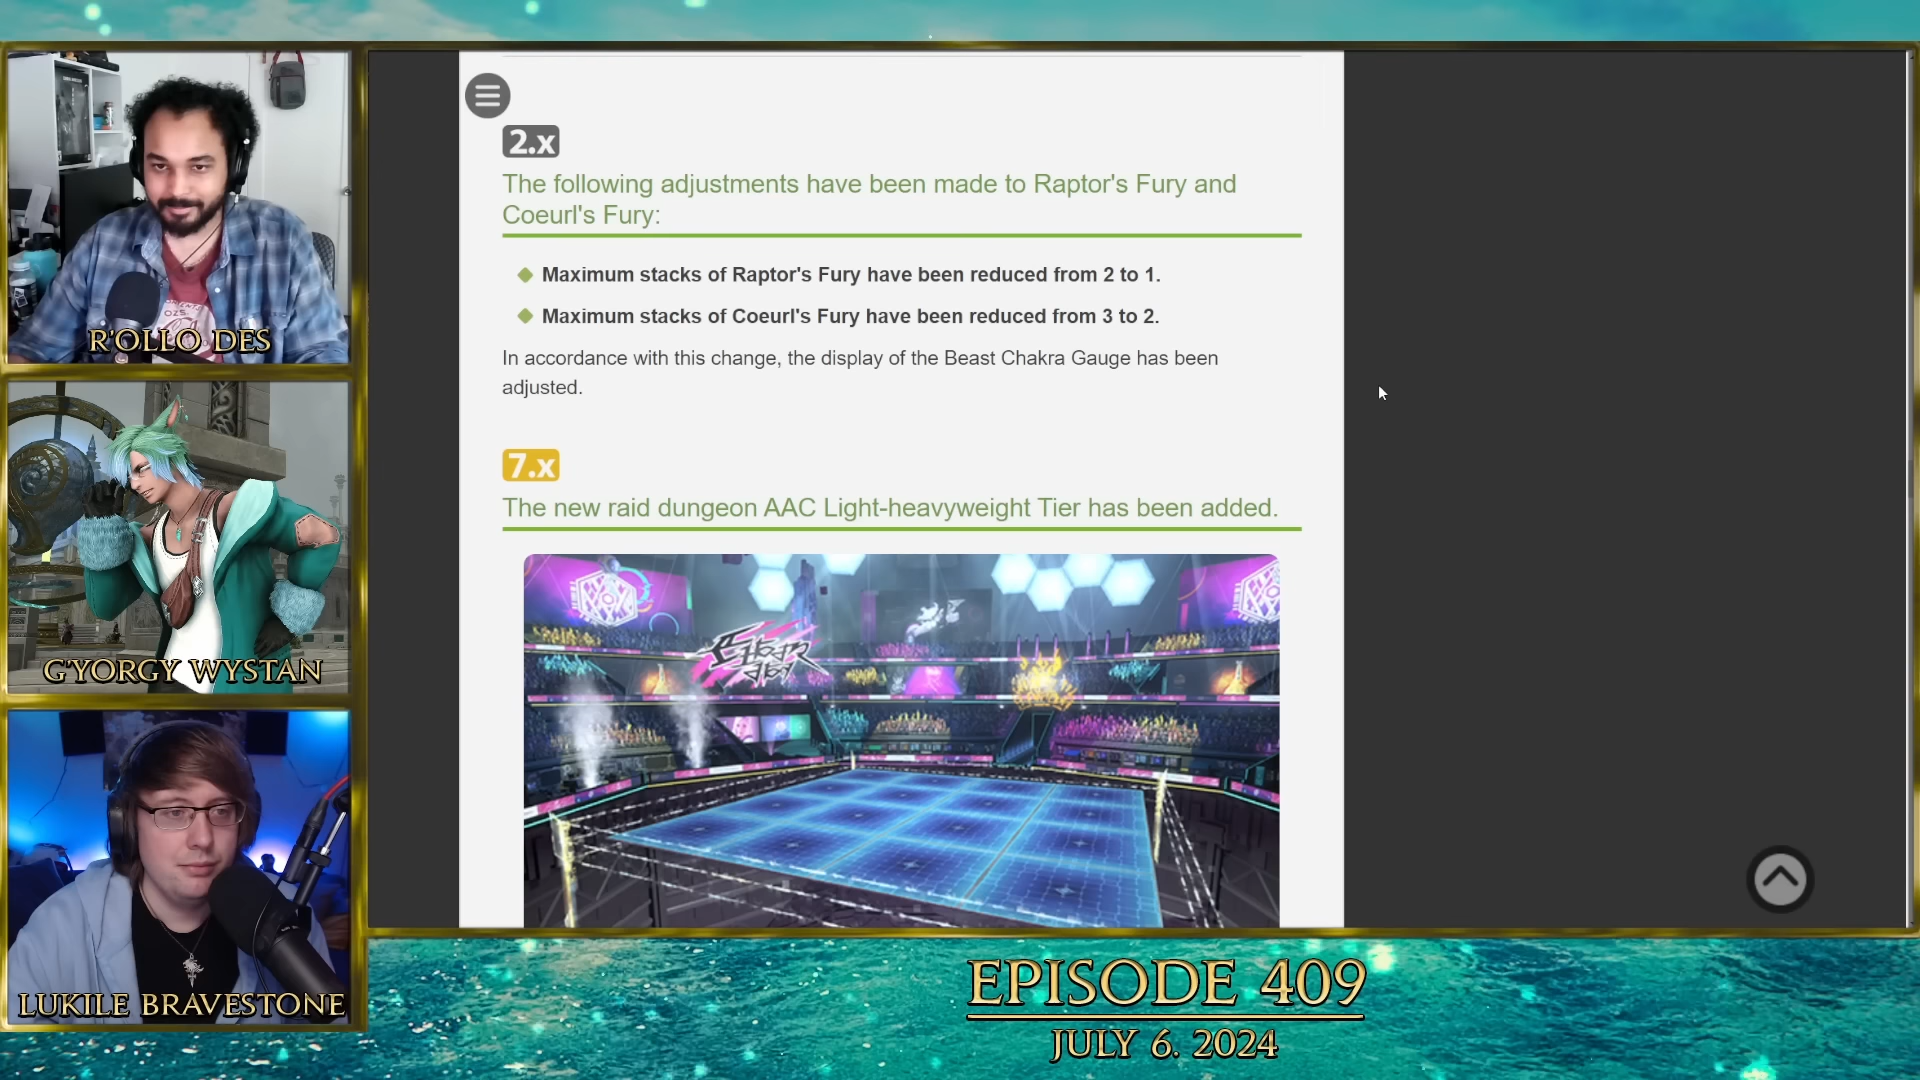 R'OLLO DES
G'YORGY WYSTAN
LUKILE BRAVESTONE
2.x
The following adjustments have been made to Raptor's Fury and
Coeurl's Fury:
Maximum stacks of Raptor's Fury have been reduced from 2 to 1.
Maximum stacks of Coeurl's Fury have been reduced from 3 to 2.
In accordance with this change, the display of the Beast Chakra Gauge has been
adjusted.
7.x
The new raid dungeon AAC Light-heavyweight Tier has been added.
EPISODE 409
JULY 6. 2024